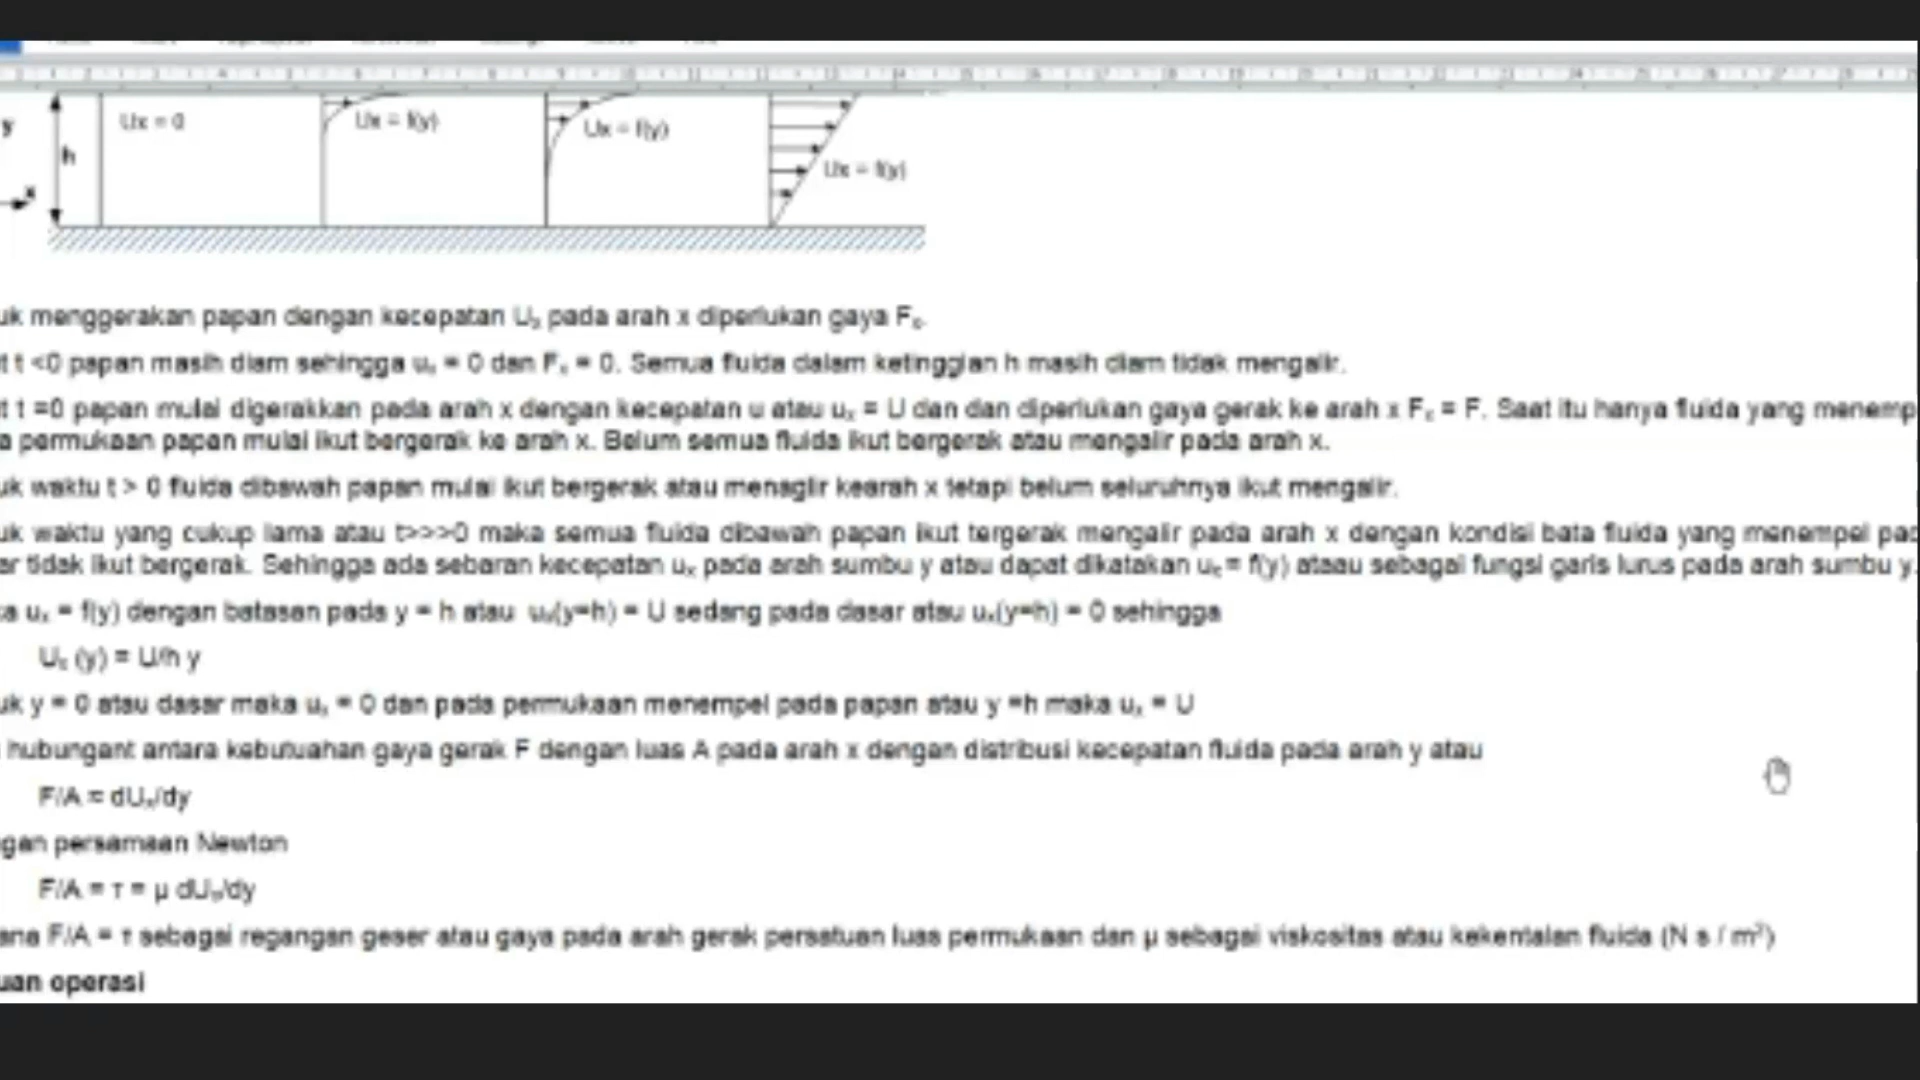 y
h
x
Ux = 0
Ux = f(y)
Ux = f(y)
Ux = f(y)
uk menggerakan papan dengan kecepatan Ux pada arah x diperlukan gaya Fx.
t t <0 papan masih diam sehingga ux = 0 dan Fx = 0. Semua fluida dalam ketinggian h masih diam tidak mengalir.
t t =0 papan mulai digerakkan pada arah x dengan kecepatan u atau ux = U dan dan diperlukan gaya gerak ke arah x Fx = F. Saat itu hanya fluida yang menemp
a permukaan papan mulai ikut bergerak ke arah x. Belum semua fluida ikut bergerak atau mengalir pada arah x.
uk waktu t > 0 fluida dibawah papan mulai ikut bergerak atau menaglir kearah x tetapi belum seluruhnya ikut mengalir.
uk waktu yang cukup lama atau t>>>0 maka semua fluida dibawah papan ikut tergerak mengalir pada arah x dengan kondisi bata fluida yang menempel pad
ar tidak ikut bergerak. Sehingga ada sebaran kecepatan ux pada arah sumbu y atau dapat dikatakan ux = f(y) ataau sebagai fungsi garis lurus pada arah sumbu y.
ka ux = f(y) dengan batasan pada y = h atau ux(y=h) = U sedang pada dasar atau ux(y=h) = 0 sehingga
Ux (y) = U/h y
uk y = 0 atau dasar maka ux = 0 dan pada permukaan menempel pada papan atau y =h maka ux = U
hubungant antara kebutuahan gaya gerak F dengan luas A pada arah x dengan distribusi kecepatan fluida pada arah y atau
F/A = dUx/dy
gan persamaan Newton
F/A = τ = μ dUx/dy
ana F/A = τ sebagai regangan geser atau gaya pada arah gerak persatuan luas permukaan dan μ sebagai viskositas atau kekentalan fluida (N s / m²)
uan operasi